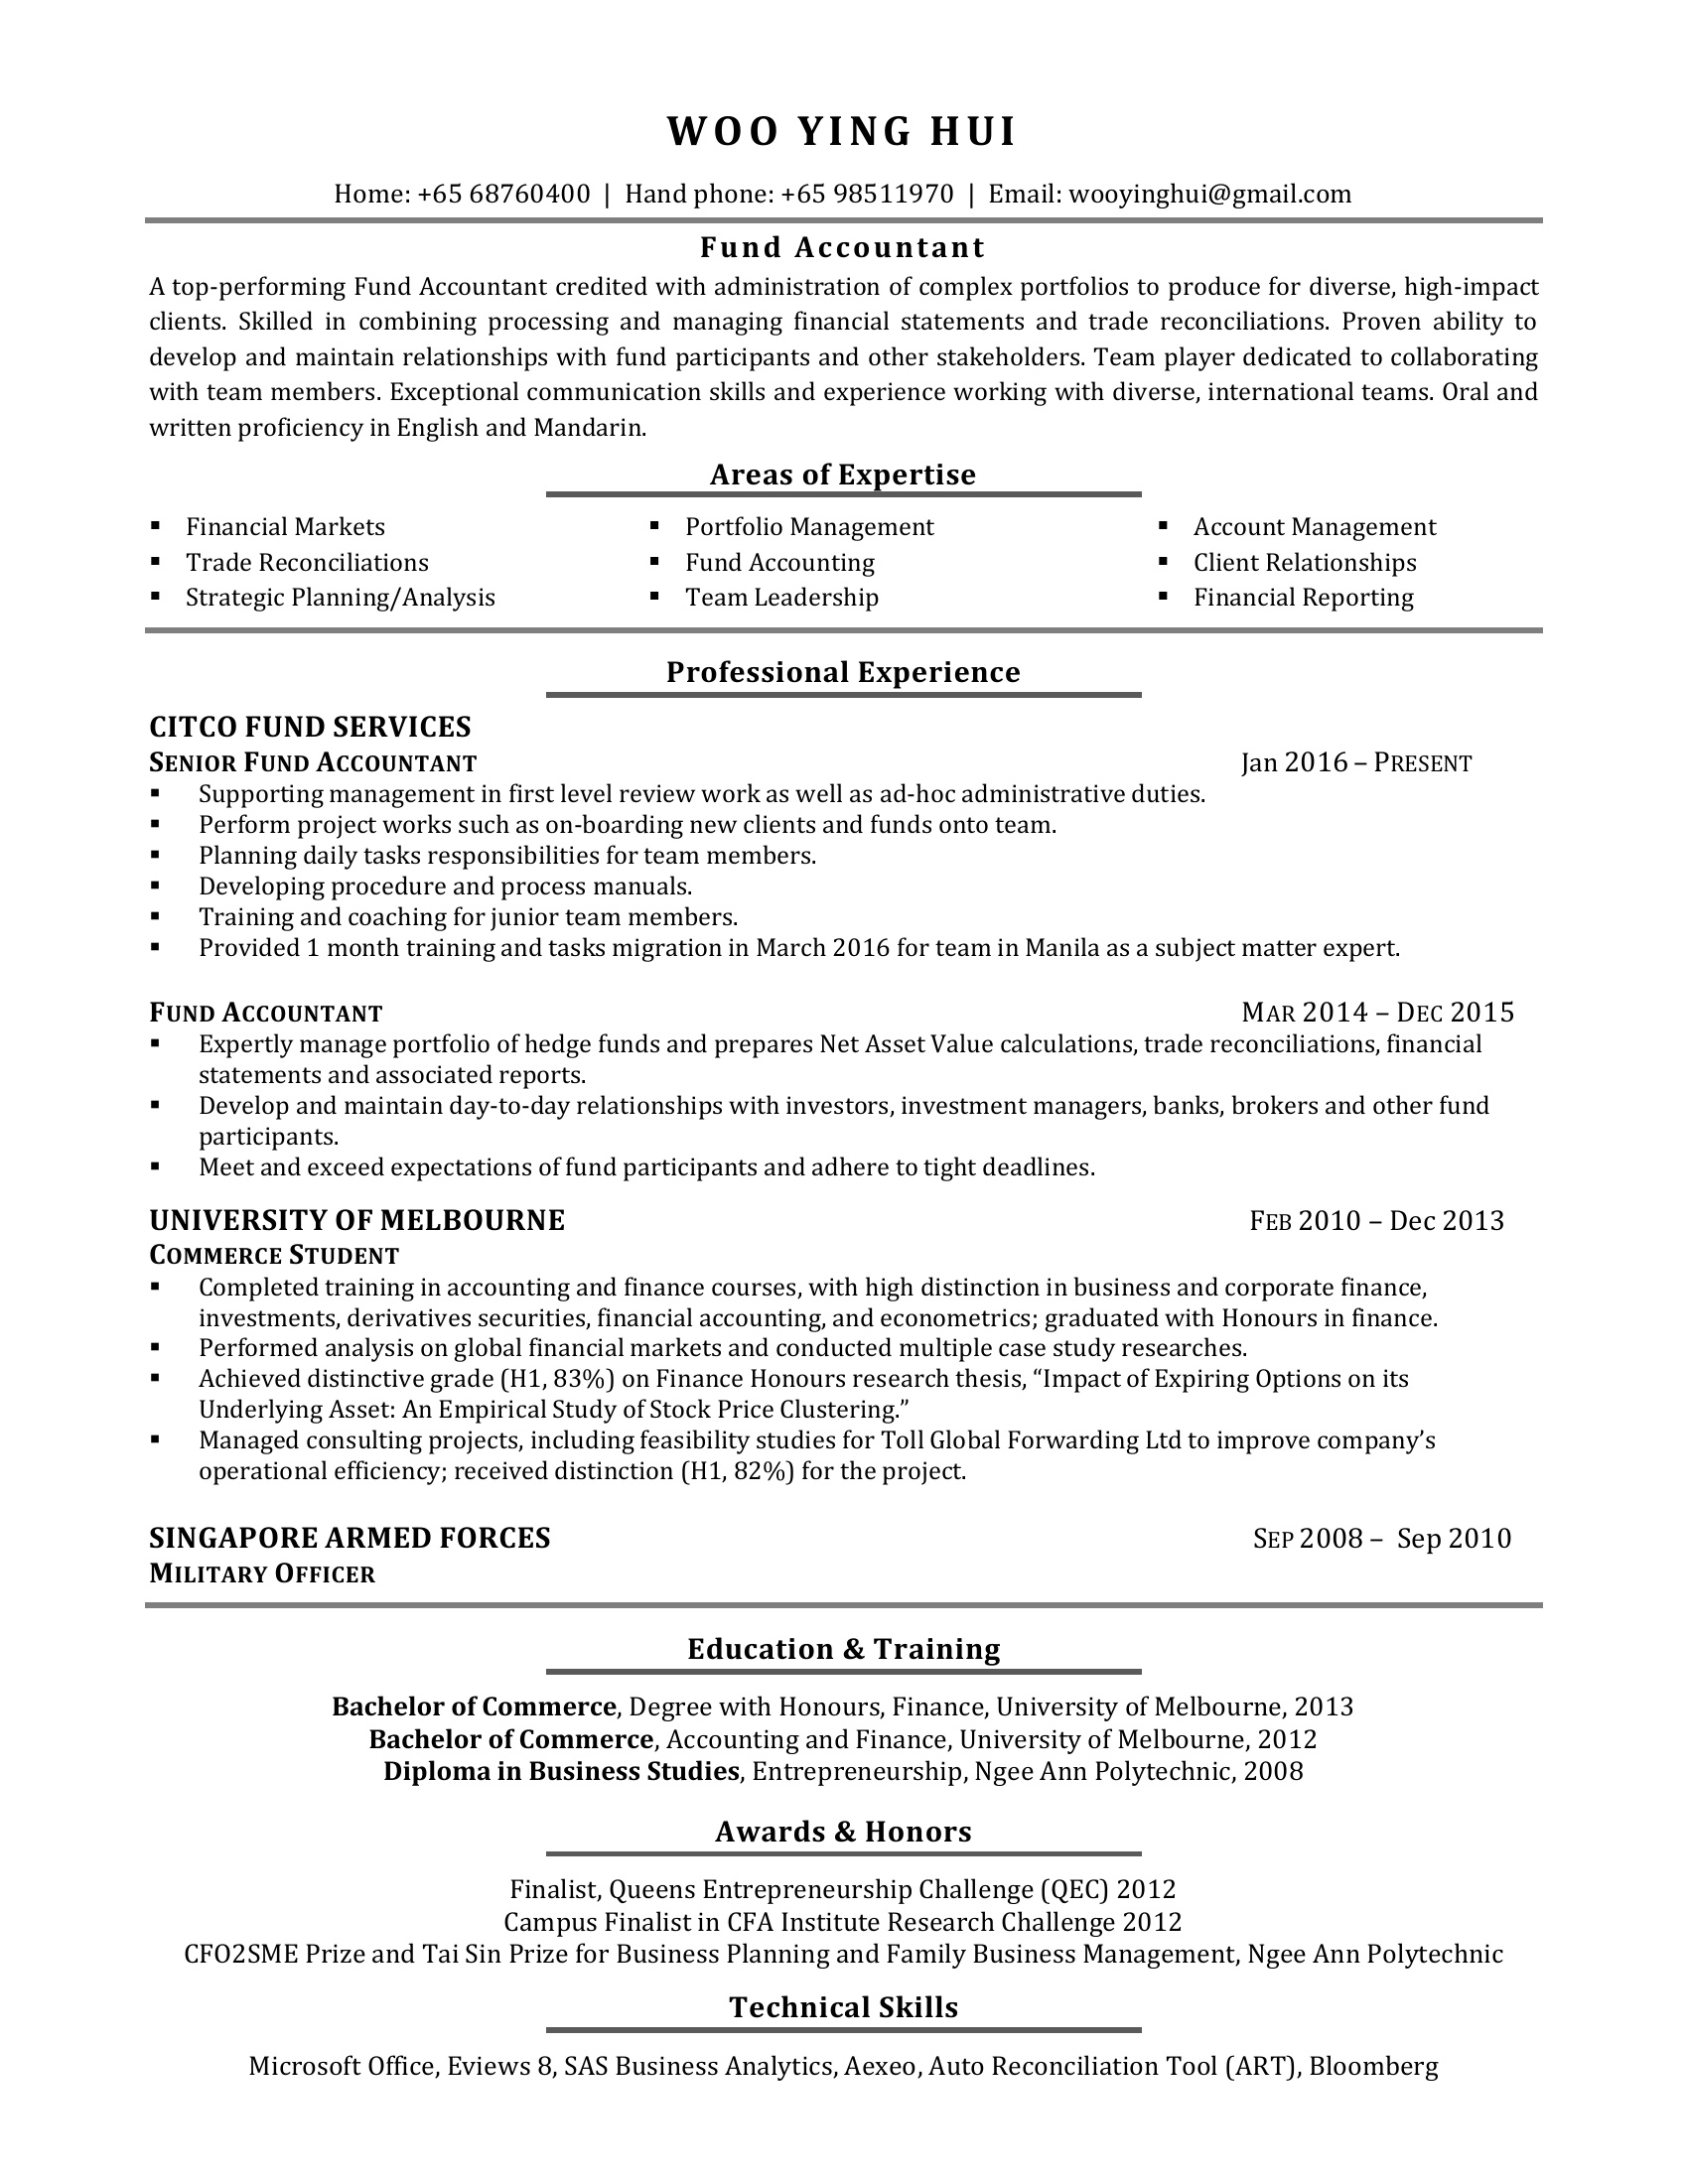 WOO YING HUI
Home: +65 68760400 | Hand phone: +65 98511970 | Email: wooyinghui@gmail.com
Fund Accountant
A top-performing Fund Accountant credited with administration of complex portfolios to produce for diverse, high-impact
clients. Skilled in combining processing and managing financial statements and trade reconciliations. Proven ability to
develop and maintain relationships with fund participants and other stakeholders. Team player dedicated to collaborating
with team members. Exceptional communication skills and experience working with diverse, international teams. Oral and
written proficiency in English and Mandarin.
Areas of Expertise
▪ Financial Markets ▪ Portfolio Management ▪ Account Management
▪ Trade Reconciliations ▪ Fund Accounting ▪ Client Relationships
▪ Strategic Planning/Analysis ▪ Team Leadership ▪ Financial Reporting
Professional Experience
CITCO FUND SERVICES
SENIOR FUND ACCOUNTANT Jan 2016 – PRESENT
▪ Supporting management in first level review work as well as ad-hoc administrative duties.
▪ Perform project works such as on-boarding new clients and funds onto team.
▪ Planning daily tasks responsibilities for team members.
▪ Developing procedure and process manuals.
▪ Training and coaching for junior team members.
▪ Provided 1 month training and tasks migration in March 2016 for team in Manila as a subject matter expert.
FUND ACCOUNTANT MAR 2014 – DEC 2015
▪ Expertly manage portfolio of hedge funds and prepares Net Asset Value calculations, trade reconciliations, financial
statements and associated reports.
▪ Develop and maintain day-to-day relationships with investors, investment managers, banks, brokers and other fund
participants.
▪ Meet and exceed expectations of fund participants and adhere to tight deadlines.
UNIVERSITY OF MELBOURNE FEB 2010 – Dec 2013
COMMERCE STUDENT
▪ Completed training in accounting and finance courses, with high distinction in business and corporate finance,
investments, derivatives securities, financial accounting, and econometrics; graduated with Honours in finance.
▪ Performed analysis on global financial markets and conducted multiple case study researches.
▪ Achieved distinctive grade (H1, 83%) on Finance Honours research thesis, “Impact of Expiring Options on its
Underlying Asset: An Empirical Study of Stock Price Clustering.”
▪ Managed consulting projects, including feasibility studies for Toll Global Forwarding Ltd to improve company’s
operational efficiency; received distinction (H1, 82%) for the project.
SINGAPORE ARMED FORCES SEP 2008 – Sep 2010
MILITARY OFFICER
Education & Training
Bachelor of Commerce, Degree with Honours, Finance, University of Melbourne, 2013
Bachelor of Commerce, Accounting and Finance, University of Melbourne, 2012
Diploma in Business Studies, Entrepreneurship, Ngee Ann Polytechnic, 2008
Awards & Honors
Finalist, Queens Entrepreneurship Challenge (QEC) 2012
Campus Finalist in CFA Institute Research Challenge 2012
CFO2SME Prize and Tai Sin Prize for Business Planning and Family Business Management, Ngee Ann Polytechnic
Technical Skills
Microsoft Office, Eviews 8, SAS Business Analytics, Aexeo, Auto Reconciliation Tool (ART), Bloomberg